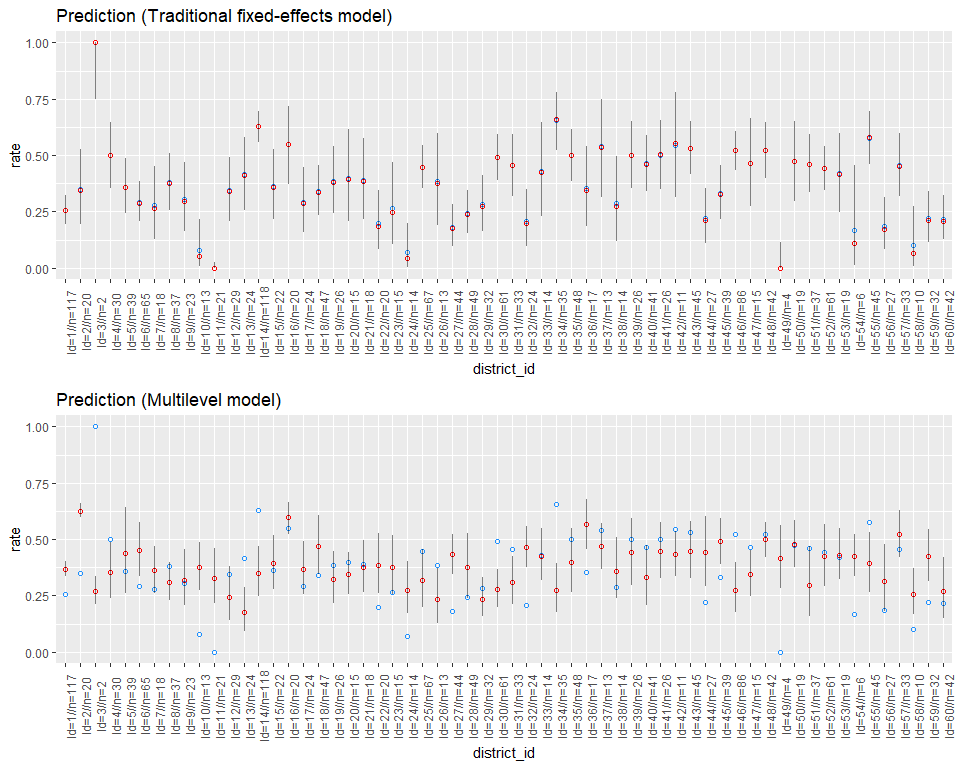 Prediction (Traditional fixed-effects model)
1.00
0.75
0.50
0.25
0.00
rate
Id=1//n=117
Id=2//n=20
Id=3//n=2
Id=4//n=30
Id=5//n=39
Id=6//n=65
Id=7//n=18
Id=8//n=37
Id=9//n=23
Id=10//n=13
Id=11//n=21
Id=12//n=29
Id=13//n=24
Id=14//n=118
Id=15//n=22
Id=16//n=20
Id=17//n=24
Id=18//n=47
Id=19//n=26
Id=20//n=15
Id=21//n=18
Id=22//n=20
Id=23//n=15
Id=24//n=14
Id=25//n=67
Id=26//n=13
Id=27//n=44
Id=28//n=49
Id=29//n=32
Id=30//n=61
Id=31//n=33
Id=32//n=24
Id=33//n=14
Id=34//n=35
Id=35//n=48
Id=36//n=17
Id=37//n=13
Id=38//n=14
Id=39//n=26
Id=40//n=41
Id=41//n=26
Id=42//n=11
Id=43//n=45
Id=44//n=27
Id=45//n=39
Id=46//n=86
Id=47//n=15
Id=48//n=42
Id=49//n=4
Id=50//n=19
Id=51//n=37
Id=52//n=61
Id=53//n=19
Id=54//n=6
Id=55//n=45
Id=56//n=27
Id=57//n=33
Id=58//n=10
Id=59//n=32
Id=60//n=42
district_id
Prediction (Multilevel model)
1.00
0.75
0.50
0.25
0.00
rate
Id=1//n=117
Id=2//n=20
Id=3//n=2
Id=4//n=30
Id=5//n=39
Id=6//n=65
Id=7//n=18
Id=8//n=37
Id=9//n=23
Id=10//n=13
Id=11//n=21
Id=12//n=29
Id=13//n=24
Id=14//n=118
Id=15//n=22
Id=16//n=20
Id=17//n=24
Id=18//n=47
Id=19//n=26
Id=20//n=15
Id=21//n=18
Id=22//n=20
Id=23//n=15
Id=24//n=14
Id=25//n=67
Id=26//n=13
Id=27//n=44
Id=28//n=49
Id=29//n=32
Id=30//n=61
Id=31//n=33
Id=32//n=24
Id=33//n=14
Id=34//n=35
Id=35//n=48
Id=36//n=17
Id=37//n=13
Id=38//n=14
Id=39//n=26
Id=40//n=41
Id=41//n=26
Id=42//n=11
Id=43//n=45
Id=44//n=27
Id=45//n=39
Id=46//n=86
Id=47//n=15
Id=48//n=42
Id=49//n=4
Id=50//n=19
Id=51//n=37
Id=52//n=61
Id=53//n=19
Id=54//n=6
Id=55//n=45
Id=56//n=27
Id=57//n=33
Id=58//n=10
Id=59//n=32
Id=60//n=42
district_id